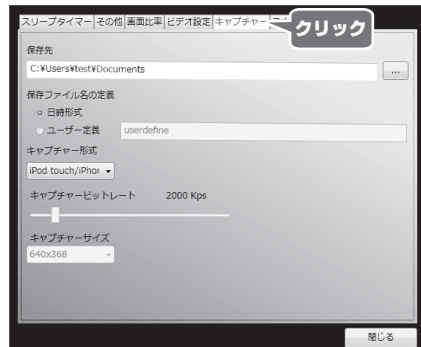 スリープタイマー その他 画面比率 ビデオ設定 キャプチャー
クリック
保存先
C:¥Users¥test¥Documents
...
保存ファイル名の定義
日時形式
ユーザー定義 userdefine
キャプチャー形式
iPod touch/iPhor
キャプチャービットレート 2000 Kps
キャプチャーサイズ
640x368
閉じる